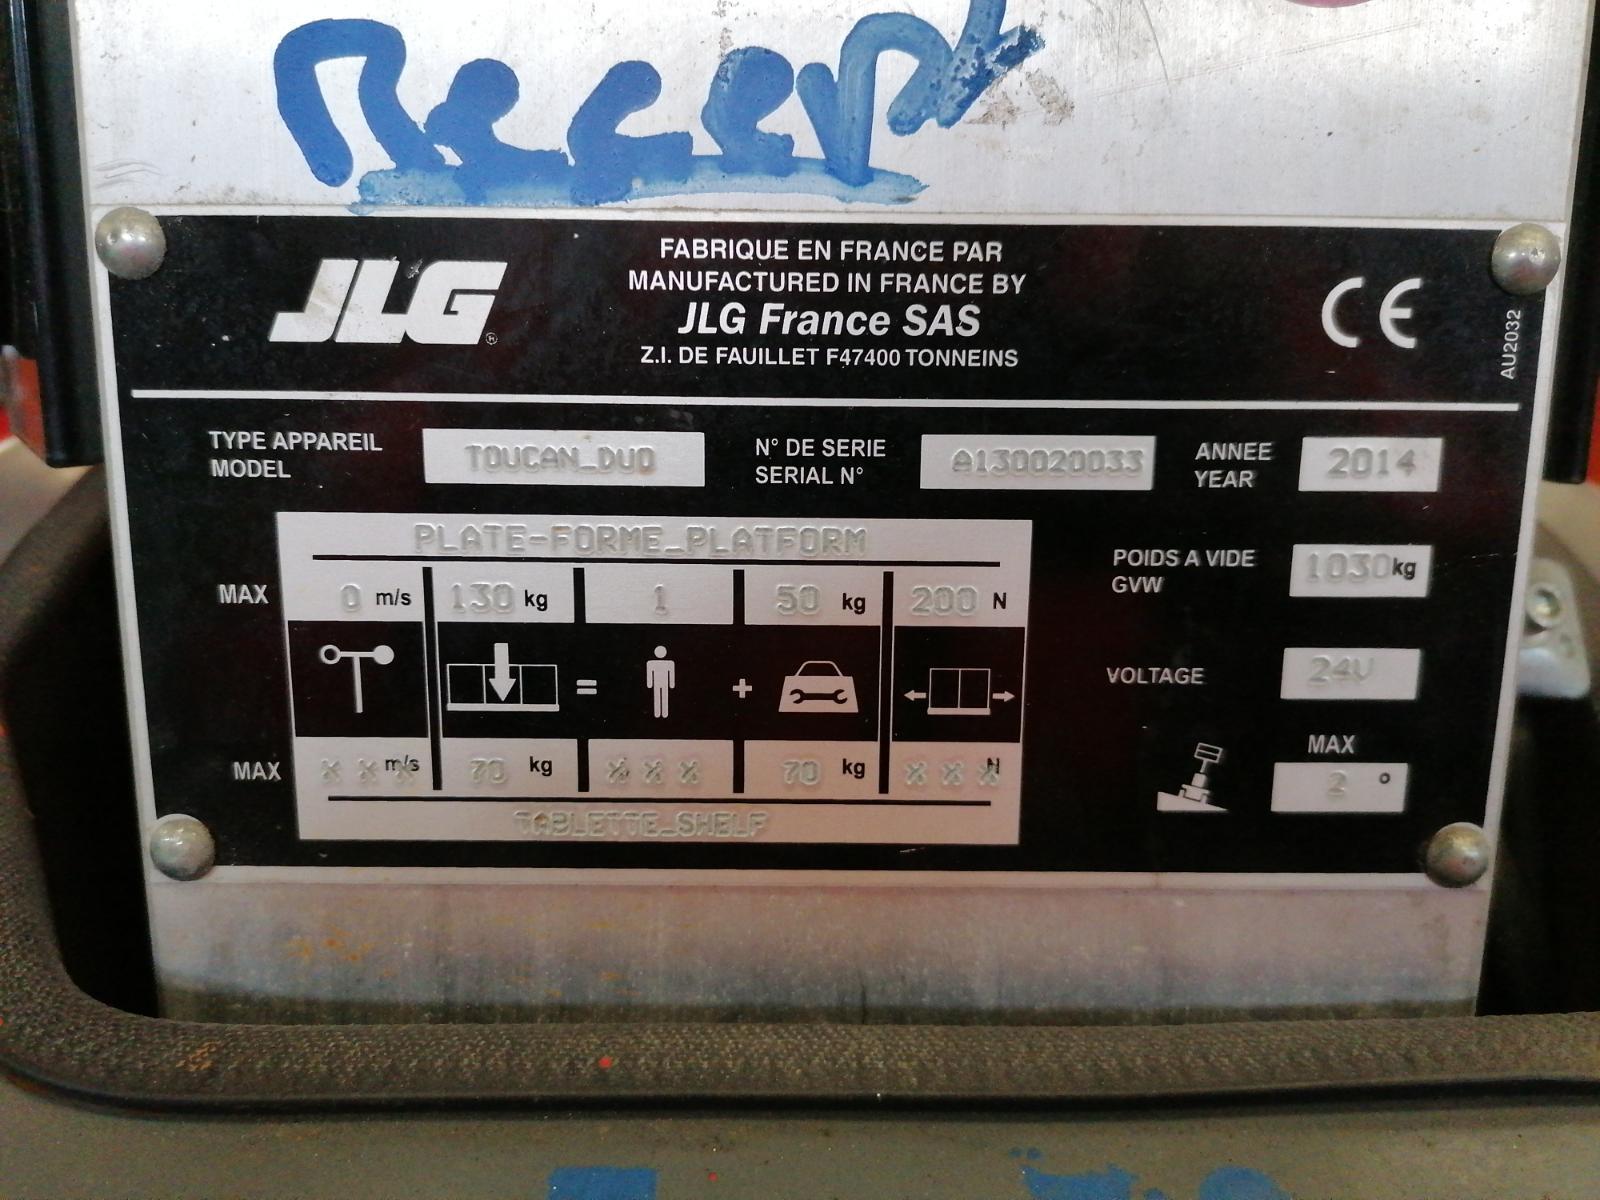 Recept
JLG
FABRIQUE EN FRANCE PAR
MANUFACTURED IN FRANCE BY
JLG France SAS
Z.I. DE FAUILLET F47400 TONNEINS
CE
AU2032
TYPE APPAREIL
MODEL
TOUCAN_DUO
N° DE SERIE
SERIAL N°
A130020033
ANNEE
YEAR
2014
PLATE-FORME_PLATFORM
MAX 0 m/s 130 kg 1 50 kg 200 N
= +
MAX X X X m/s 70 kg X X X 70 kg X X X N
TABLETTE_SHELF
POIDS A VIDE
GVW
1030kg
VOLTAGE 24V
MAX
2 °